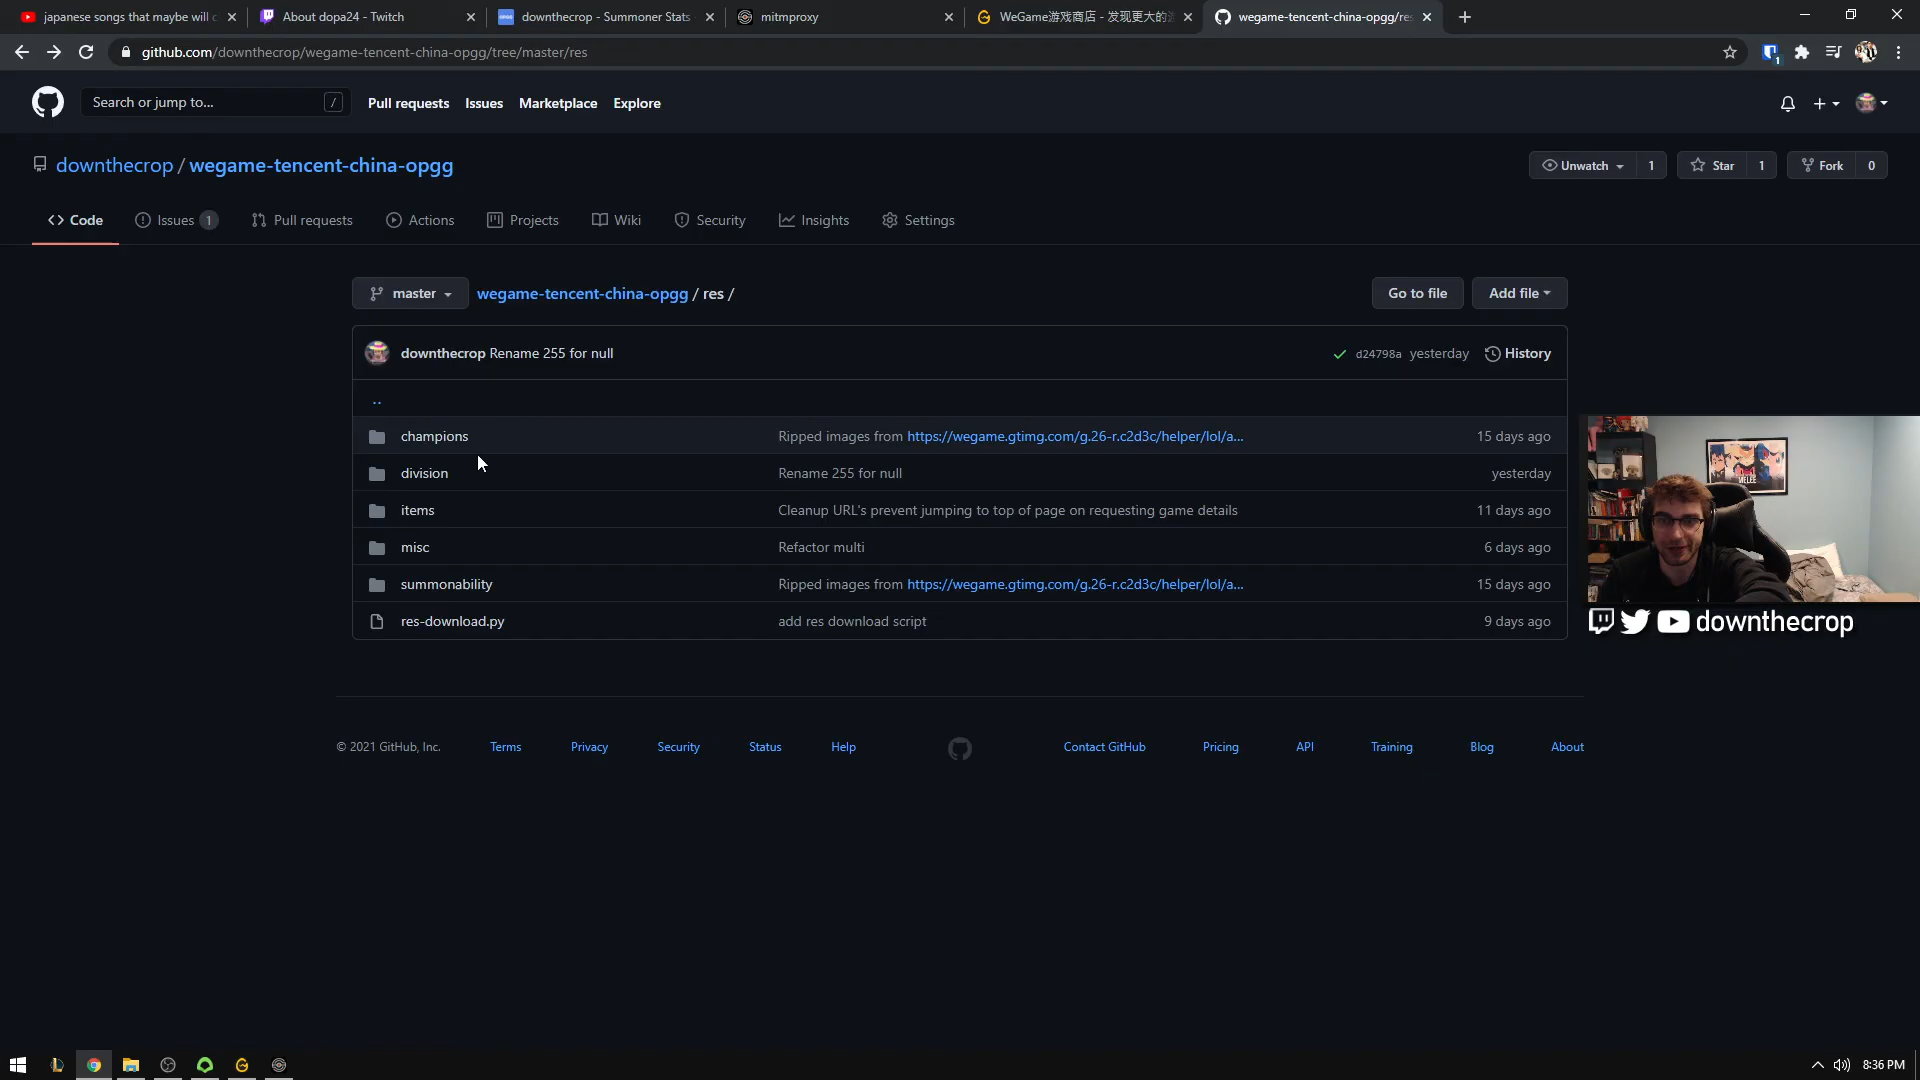 japanese songs that maybe will c
About dopa24 - Twitch
downthecrop - Summoner Stats
mitmproxy
WeGame游戏商店 - 发现更大的游
wegame-tencent-china-opgg/res
github.com/downthecrop/wegame-tencent-china-opgg/tree/master/res
1
Search or jump to...
/
Pull requests
Issues
Marketplace
Explore
downthecrop / wegame-tencent-china-opgg
Unwatch
1
Star
1
Fork
0
Code
Issues 1
Pull requests
Actions
Projects
Wiki
Security
Insights
Settings
master
wegame-tencent-china-opgg / res /
Go to file
Add file
downthecrop Rename 255 for null
d24798a yesterday
History
..
champions
Ripped images from https://wegame.gtimg.com/g.26-r.c2d3c/helper/lol/a...
15 days ago
division
Rename 255 for null
yesterday
items
Cleanup URL's prevent jumping to top of page on requesting game details
11 days ago
misc
Refactor multi
6 days ago
summonability
Ripped images from https://wegame.gtimg.com/g.26-r.c2d3c/helper/lol/a...
15 days ago
res-download.py
add res download script
9 days ago
MELEE
downthecrop
© 2021 GitHub, Inc.
Terms
Privacy
Security
Status
Help
Contact GitHub
Pricing
API
Training
Blog
About
8:36 PM